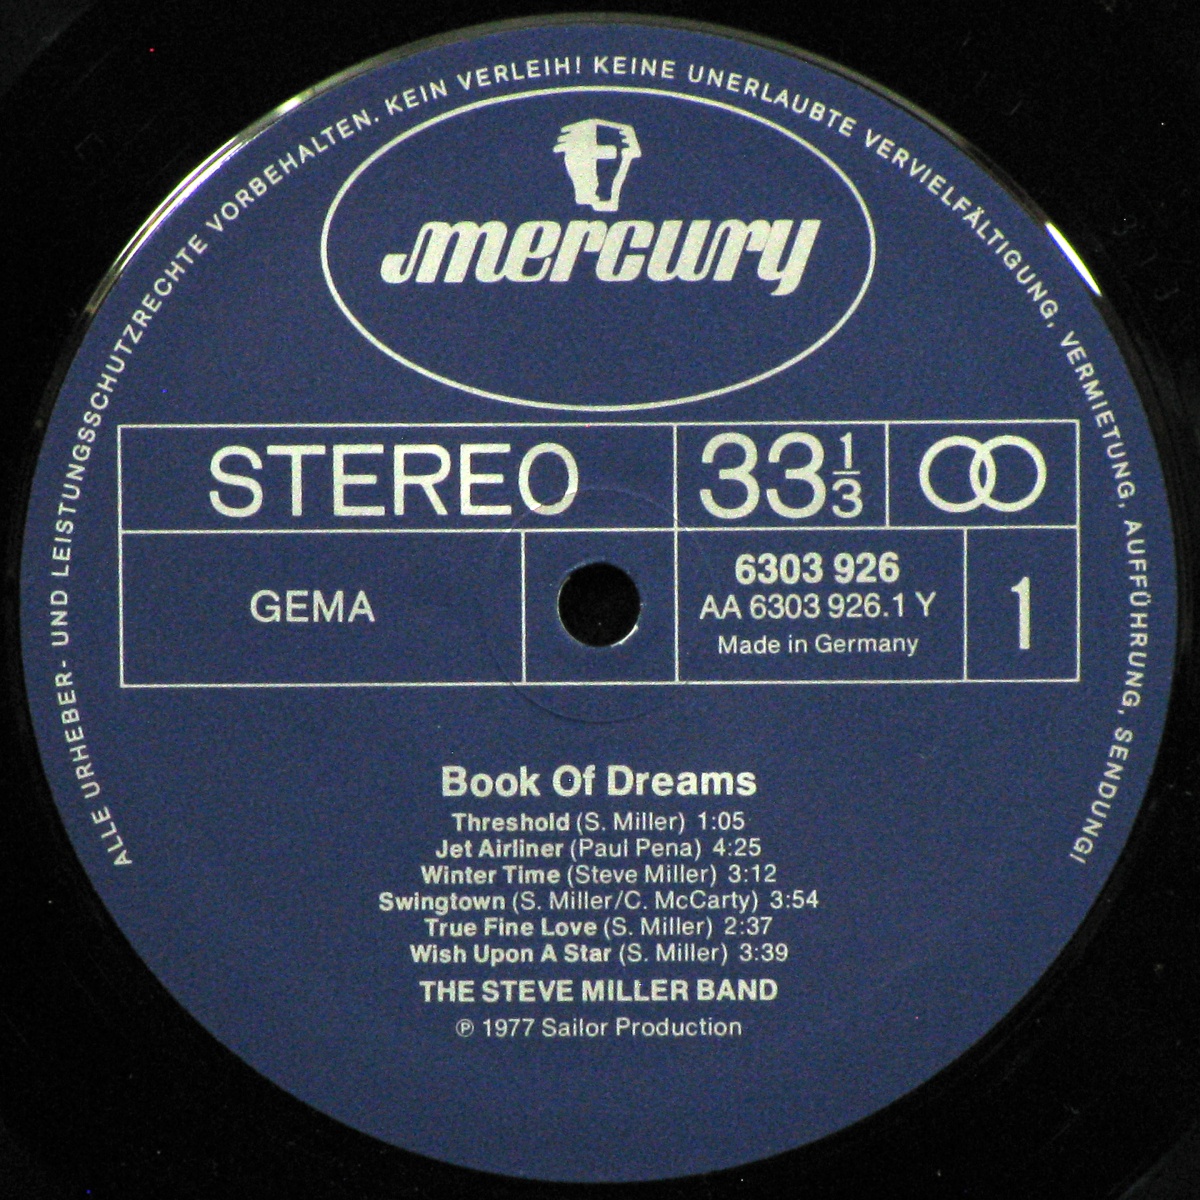 ALLE URHEBER- UND LEISTUNGSSCHUTZRECHTE VORBEHALTEN. KEIN VERLEIH! KEINE UNERLAUBTE VERVIELFÄLTIGUNG, VERMIETUNG, AUFFÜHRUNG, SENDUNG!
mercury
STEREO 33 1/3
GEMA
6303 926
AA 6303 926.1 Y
Made in Germany
1
Book Of Dreams
Threshold (S. Miller) 1:05
Jet Airliner (Paul Pena) 4:25
Winter Time (Steve Miller) 3:12
Swingtown (S. Miller/C. McCarty) 3:54
True Fine Love (S. Miller) 2:37
Wish Upon A Star (S. Miller) 3:39
THE STEVE MILLER BAND
℗ 1977 Sailor Production